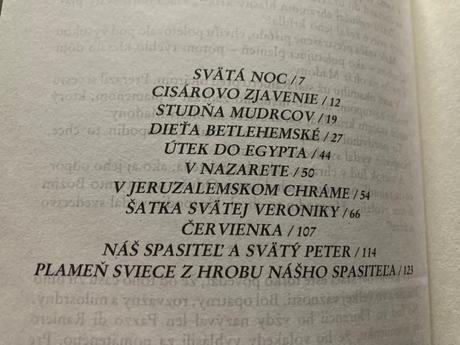 SVÄTÁ NOC / 7
CISÁROVO ZJAVENIE / 12
STUDŇA MUDRCOV / 19
DIEŤA BETLEHEMSKÉ / 27
ÚTEK DO EGYPTA / 44
V NAZARETE / 50
V JERUZALEMSKOM CHRÁME / 54
ŠATKA SVÄTEJ VERONIKY / 66
ČERVIENKA / 107
NÁŠ SPASITEĽ A SVÄTÝ PETER / 114
PLAMEŇ SVIECE Z HROBU NÁŠHO SPASITEĽA / 123